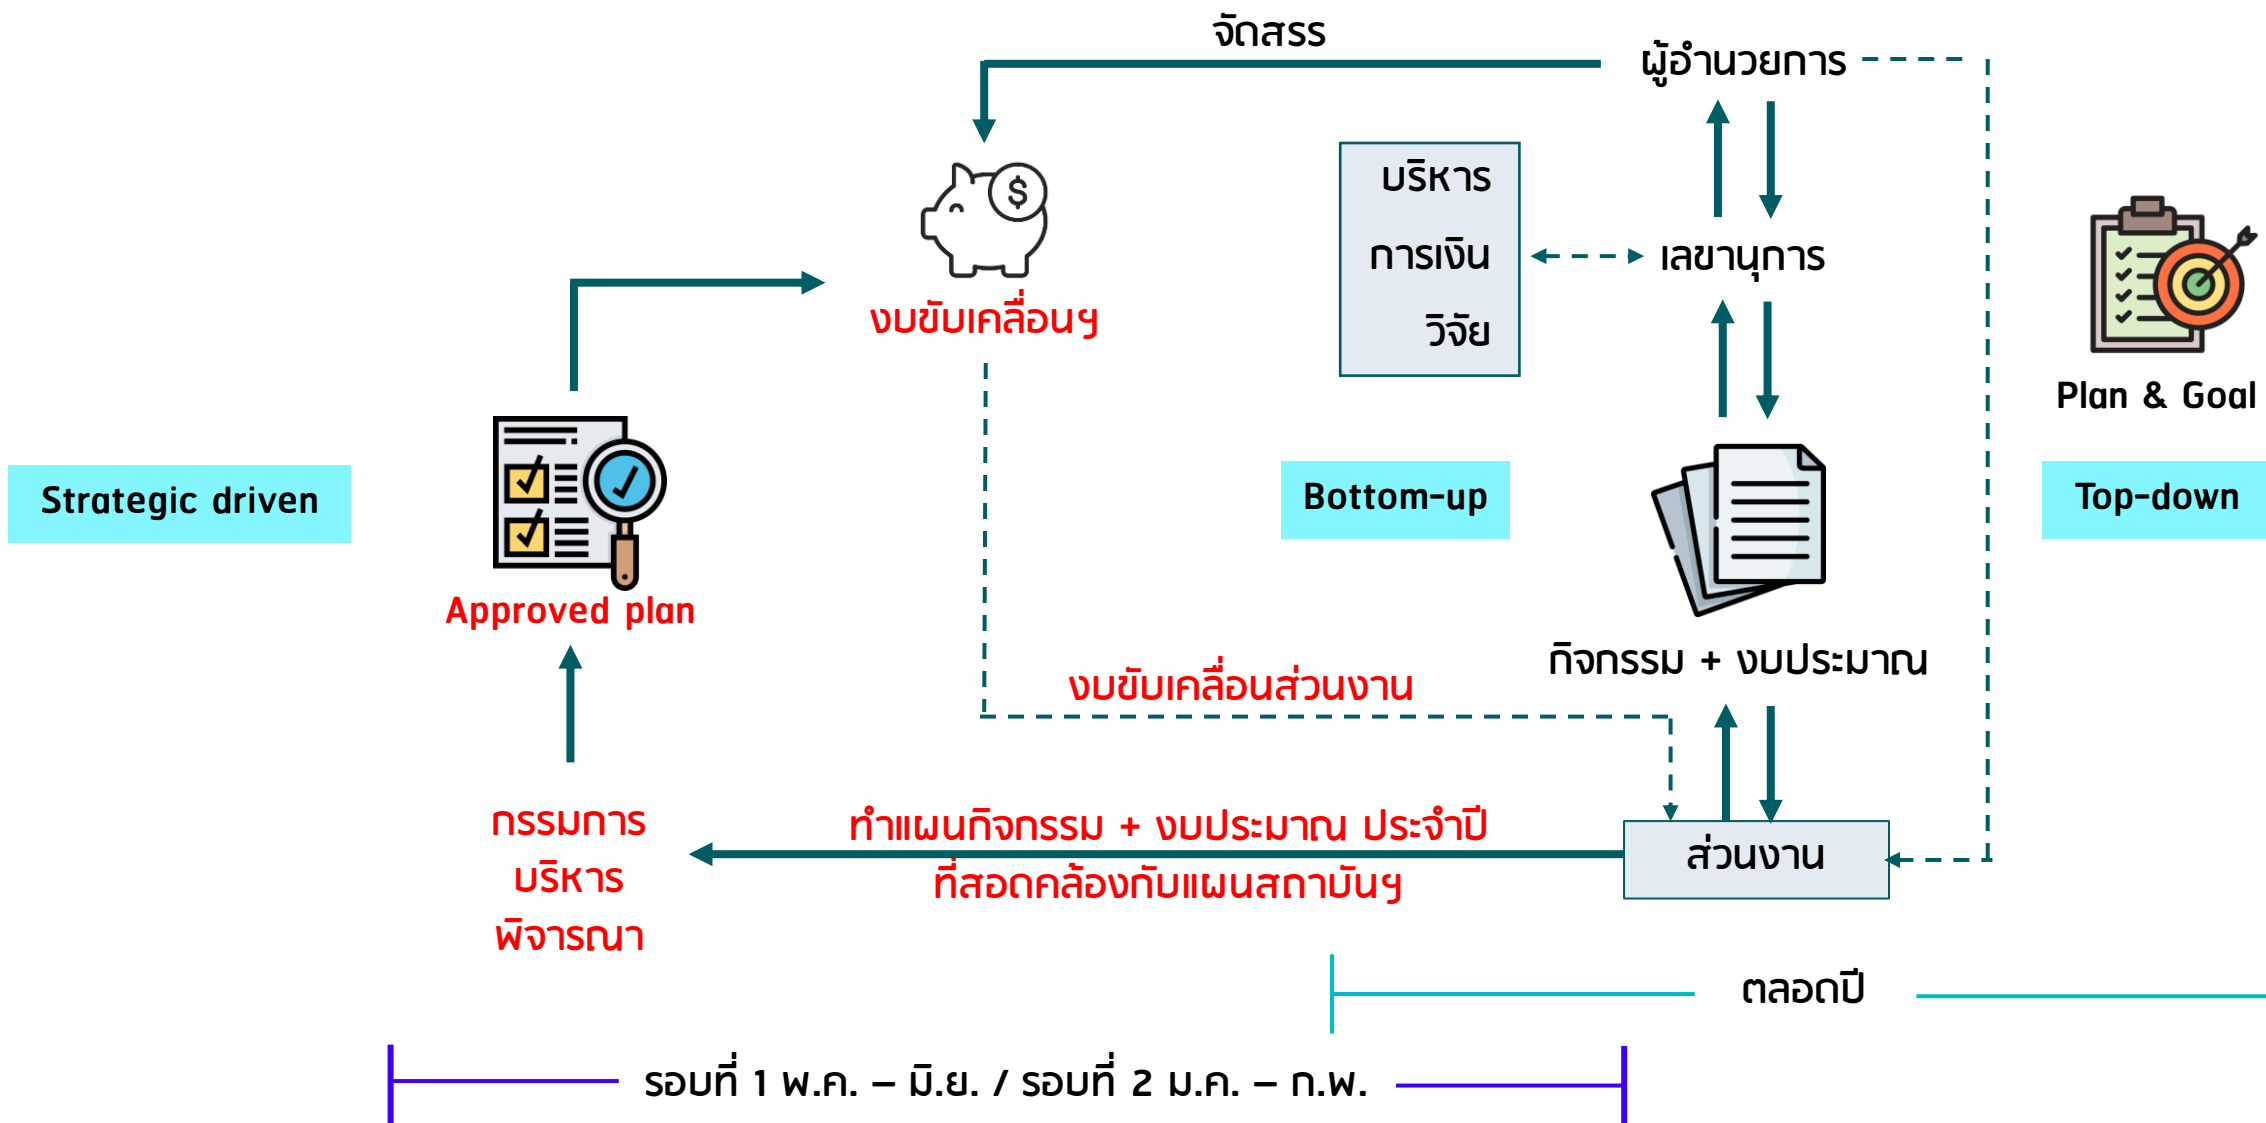 จัดสรร
ผู้อำนวยการ
บริหาร
การเงิน
วิจัย
เลขานุการ
$
งบขับเคลื่อนฯ
Plan & Goal
Strategic driven
Bottom-up
Top-down
Approved plan
กิจกรรม + งบประมาณ
งบขับเคลื่อนส่วนงาน
กรรมการ
บริหาร
พิจารณา
ทำแผนกิจกรรม + งบประมาณ ประจำปี
ที่สอดคล้องกับแผนสถาบันฯ
ส่วนงาน
ตลอดปี
รอบที่ 1 พ.ค. – มิ.ย. / รอบที่ 2 ม.ค. – ก.พ.